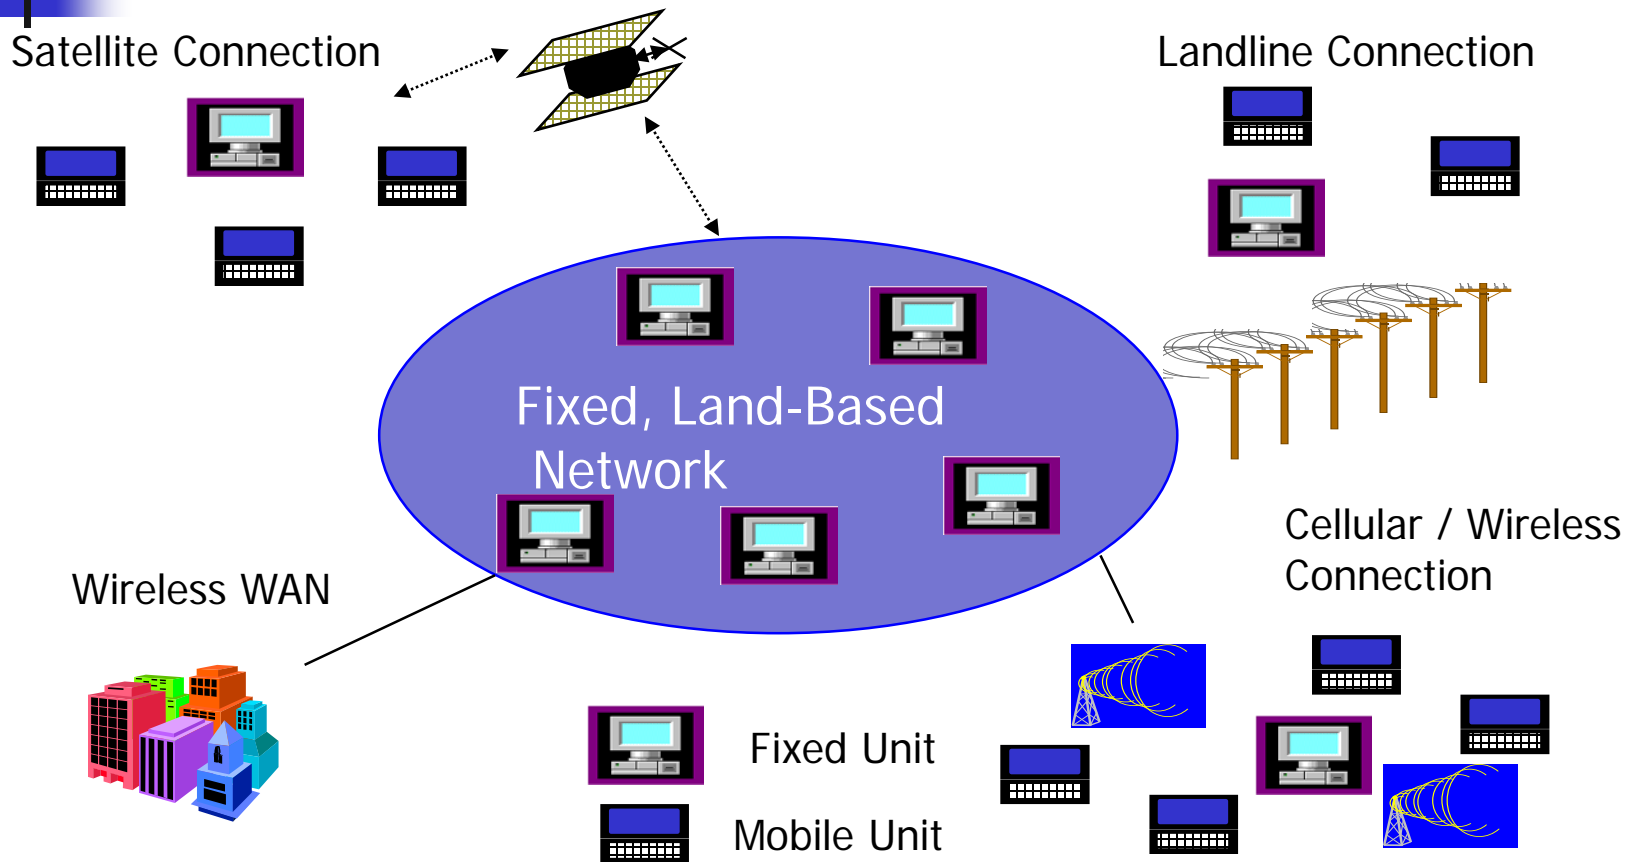 Satellite Connection
Landline Connection
Fixed, Land-Based
Network
Cellular / Wireless
Connection
Wireless WAN
Fixed Unit
Mobile Unit